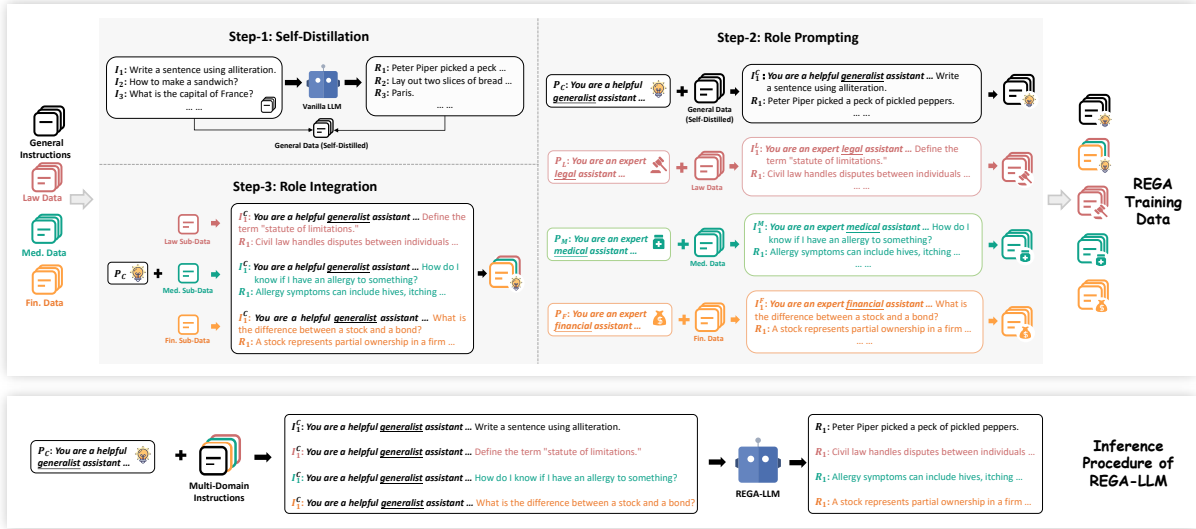 General
Instructions
Law Data
Med. Data
Fin. Data
Step-1: Self-Distillation
I₁: Write a sentence using alliteration.
I₂: How to make a sandwich?
I₃: What is the capital of France?
... ...
Vanilla LLM
R₁: Peter Piper picked a peck ...
R₂: Lay out two slices of bread ...
R₃: Paris.
... ...
General Data (Self-Distilled)
Step-3: Role Integration
P_C
+
Law Sub-Data
Med. Sub-Data
Fin. Sub-Data
I₁ᶜ: You are a helpful generalist assistant ... Define the
term "statute of limitations."
R₁: Civil law handles disputes between individuals ...
I₁ᶜ: You are a helpful generalist assistant ... How do I
know if I have an allergy to something?
R₁: Allergy symptoms can include hives, itching ...
I₁ᶜ: You are a helpful generalist assistant ... What is
the difference between a stock and a bond?
R₁: A stock represents partial ownership in a firm ...
Step-2: Role Prompting
P_C: You are a helpful
generalist assistant ...
+
General Data
(Self-Distilled)
I₁ᶜ: You are a helpful generalist assistant ... Write
a sentence using alliteration.
R₁: Peter Piper picked a peck of pickled peppers.
... ...
P_L: You are an expert
legal assistant ...
+
Law Data
I₁ᴸ: You are an expert legal assistant ... Define the
term "statute of limitations."
R₁: Civil law handles disputes between individuals ...
... ...
P_M: You are an expert
medical assistant ...
+
Med. Data
I₁ᴹ: You are an expert medical assistant ... How do I
know if I have an allergy to something?
R₁: Allergy symptoms can include hives, itching ...
... ...
P_F: You are an expert
financial assistant ...
+
Fin. Data
I₁ᶠ: You are an expert financial assistant ... What is
the difference between a stock and a bond?
R₁: A stock represents partial ownership in a firm ...
... ...
REGA
Training
Data
P_C: You are a helpful
generalist assistant ...
+
Multi-Domain
Instructions
I₁ᶜ: You are a helpful generalist assistant ... Write a sentence using alliteration.
I₁ᶜ: You are a helpful generalist assistant ... Define the term "statute of limitations."
I₁ᶜ: You are a helpful generalist assistant ... How do I know if I have an allergy to something?
I₁ᶜ: You are a helpful generalist assistant ... What is the difference between a stock and a bond?
REGA-LLM
R₁: Peter Piper picked a peck of pickled peppers.
R₁: Civil law handles disputes between individuals ...
R₁: Allergy symptoms can include hives, itching ...
R₁: A stock represents partial ownership in a firm ...
Inference
Procedure of
REGA-LLM